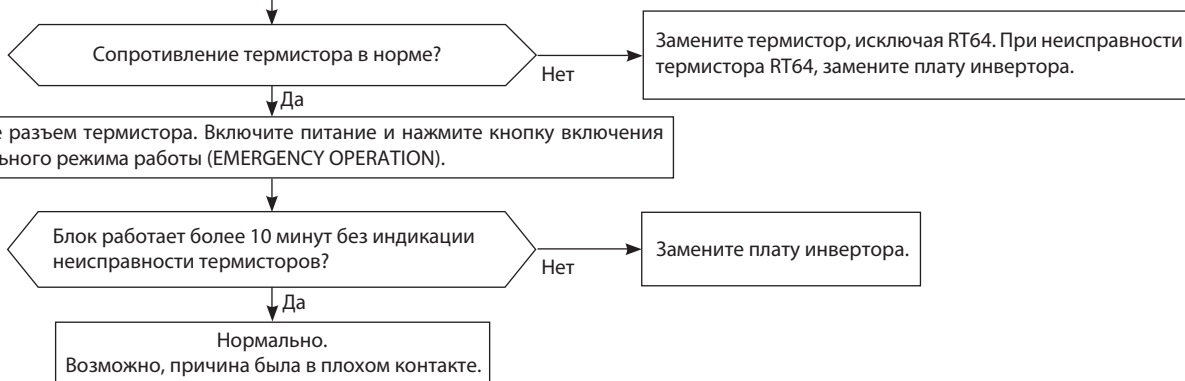 Сопротивление термистора в норме?
Нет
Замените термистор, исключая RT64. При неисправности
термистора RT64, замените плату инвертора.
Да
разъем термистора. Включите питание и нажмите кнопку включения
режима работы (EMERGENCY OPERATION).
Блок работает более 10 минут без индикации
неисправности термисторов?
Нет
Замените плату инвертора.
Да
Нормально.
Возможно, причина была в плохом контакте.